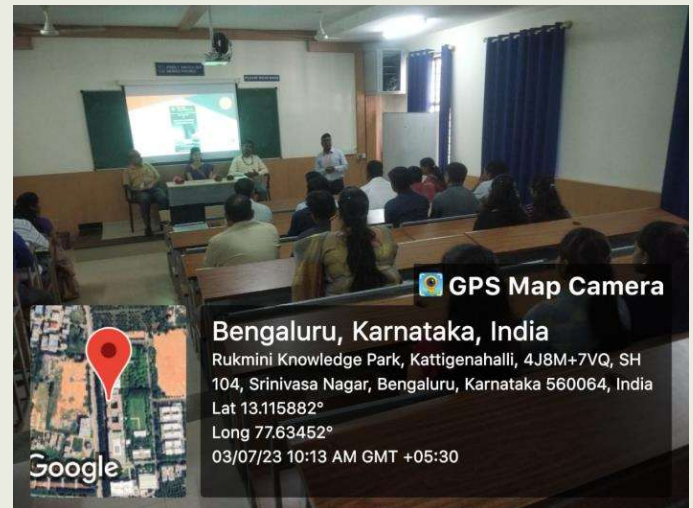 GPS Map Camera
Bengaluru, Karnataka, India
Rukmini Knowledge Park, Kattigenahalli, 4J8M+7VQ, SH
104, Srinivasa Nagar, Bengaluru, Karnataka 560064, India
Lat 13.115882°
Long 77.63452°
03/07/23 10:13 AM GMT +05:30
Google